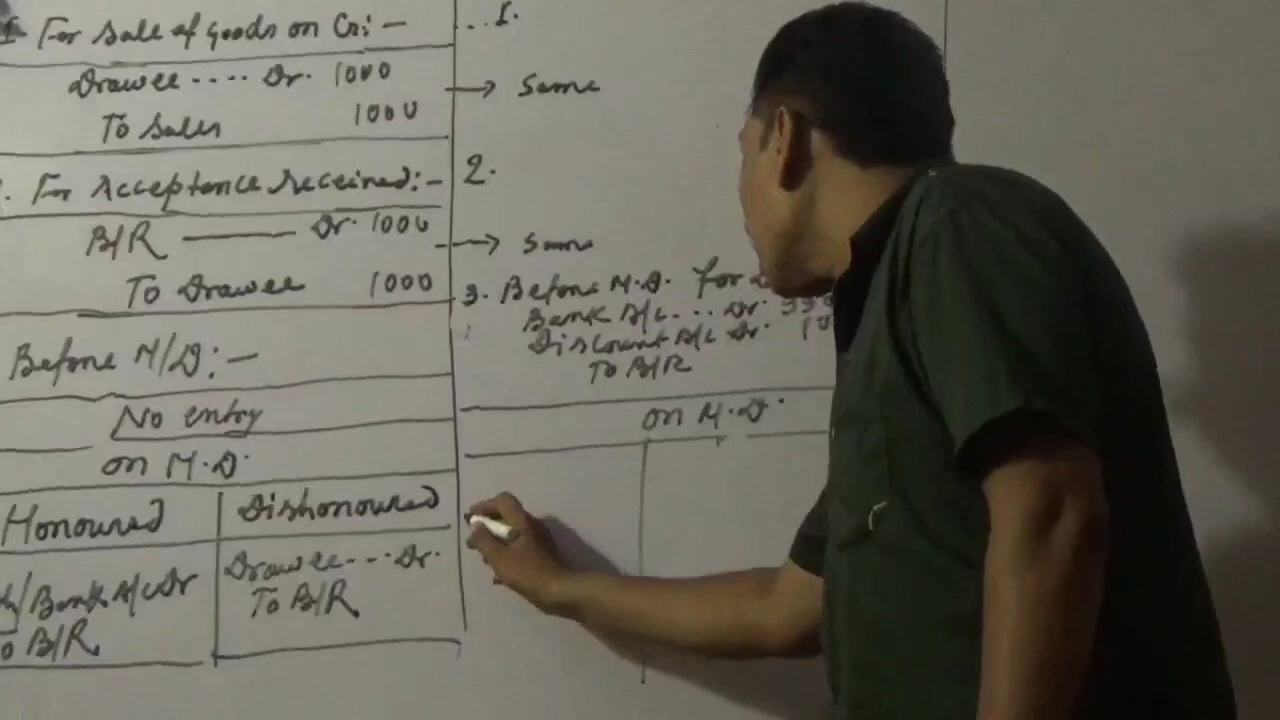 1. For Sale of goods on Cr: -
Drawee .... Dr. 1000
To Sales 1000
. For Acceptance received: -
B/R Dr. 1000
To Drawee 1000
Before M/D: -
No entry
on M.D.
Honoured Dishonoured
/Bank A/c Dr
To B/R
Drawee ... Dr.
To B/R
... 1.
→ Same
2.
→ Same
3. Before M.D. for
Bank A/c ... Dr.
Discount A/c Dr.
To B/R
on M.D.